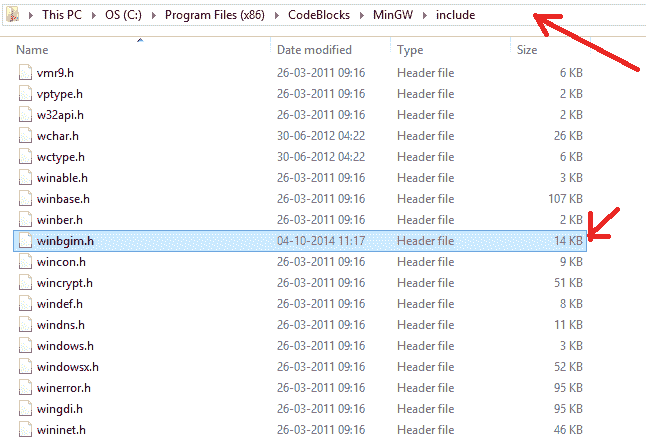 This PC OS (C:) Program Files (x86) CodeBlocks MinGW include
Name Date modified Type Size
vmr9.h 26-03-2011 09:16 Header file 6 KB
vptype.h 26-03-2011 09:16 Header file 2 KB
w32api.h 26-03-2011 09:16 Header file 2 KB
wchar.h 30-06-2012 04:22 Header file 26 KB
wctype.h 30-06-2012 04:22 Header file 6 KB
winable.h 26-03-2011 09:16 Header file 3 KB
winbase.h 26-03-2011 09:16 Header file 107 KB
winber.h 26-03-2011 09:16 Header file 2 KB
winbgim.h 04-10-2014 11:17 Header file 14 KB
wincon.h 26-03-2011 09:16 Header file 9 KB
wincrypt.h 26-03-2011 09:16 Header file 51 KB
windef.h 26-03-2011 09:16 Header file 8 KB
windns.h 26-03-2011 09:16 Header file 11 KB
windows.h 26-03-2011 09:16 Header file 3 KB
windowsx.h 26-03-2011 09:16 Header file 52 KB
winerror.h 26-03-2011 09:16 Header file 95 KB
wingdi.h 26-03-2011 09:16 Header file 95 KB
wininet.h 26-03-2011 09:16 Header file 46 KB